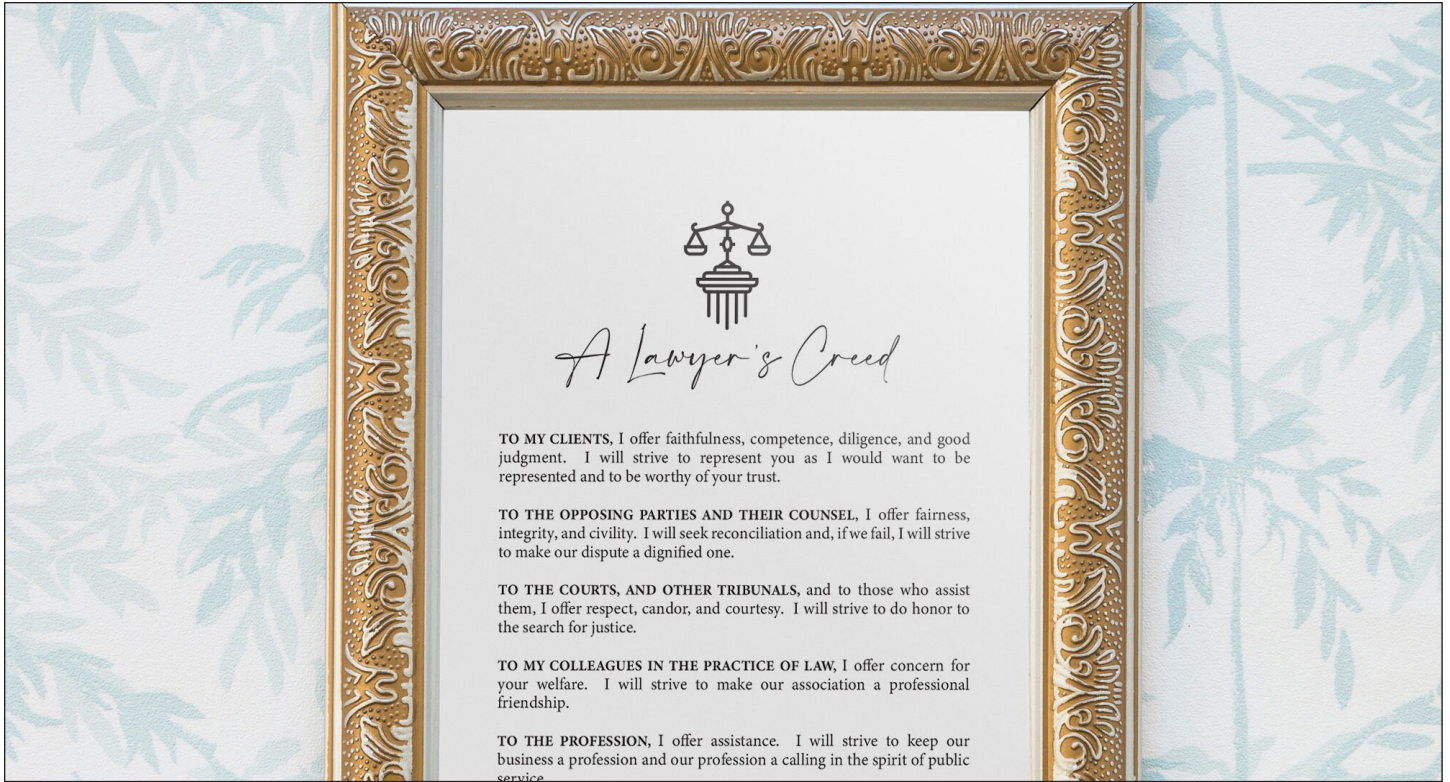 A Lawyer's Creed
TO MY CLIENTS, I offer faithfulness, competence, diligence, and good
judgment. I will strive to represent you as I would want to be
represented and to be worthy of your trust.
TO THE OPPOSING PARTIES AND THEIR COUNSEL, I offer fairness,
integrity, and civility. I will seek reconciliation and, if we fail, I will strive
to make our dispute a dignified one.
TO THE COURTS, AND OTHER TRIBUNALS, and to those who assist
them, I offer respect, candor, and courtesy. I will strive to do honor to
the search for justice.
TO MY COLLEAGUES IN THE PRACTICE OF LAW, I offer concern for
your welfare. I will strive to make our association a professional
friendship.
TO THE PROFESSION, I offer assistance. I will strive to keep our
business a profession and our profession a calling in the spirit of public
service.